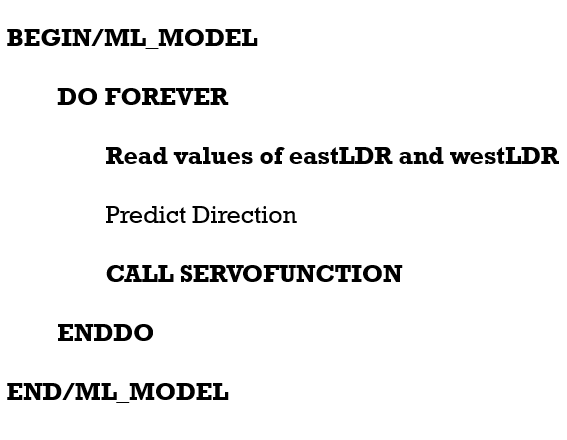 BEGIN/ML_MODEL
DO FOREVER
Read values of eastLDR and westLDR
Predict Direction
CALL SERVOFUNCTION
ENDDO
END/ML_MODEL